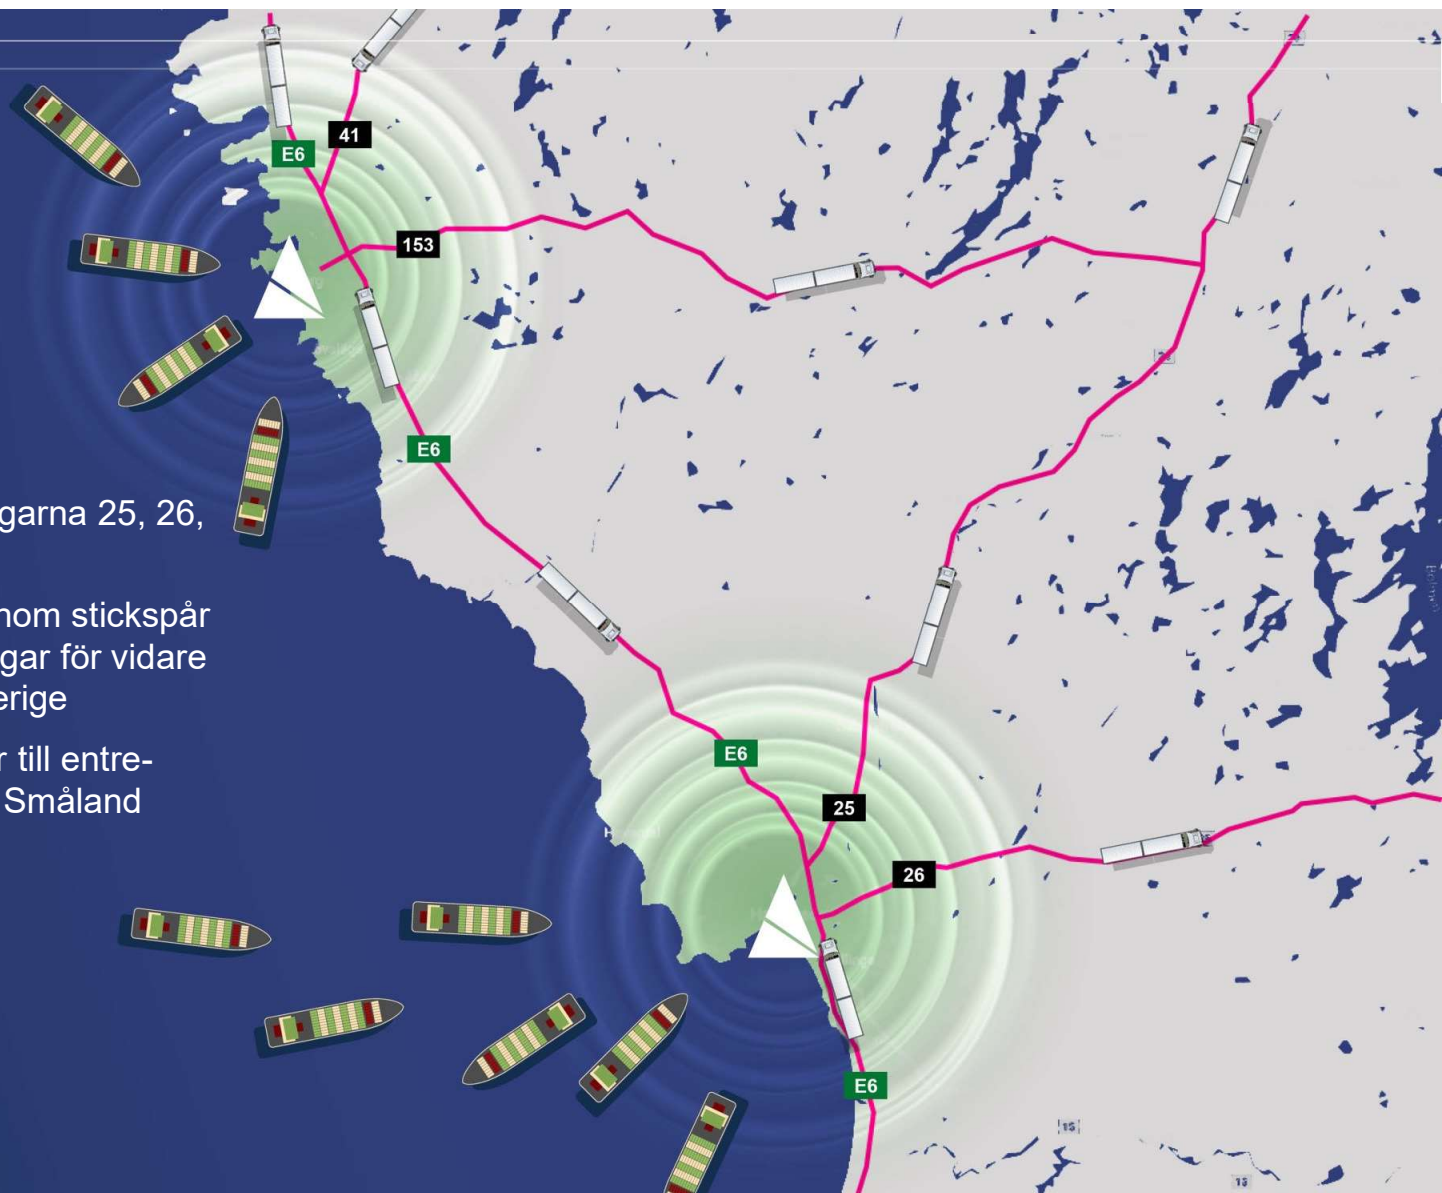 41
E6
153
E6
garna 25, 26,
nom stickspår
gar för vidare
erige
r till entre-
Småland
E6
25
26
E6
15